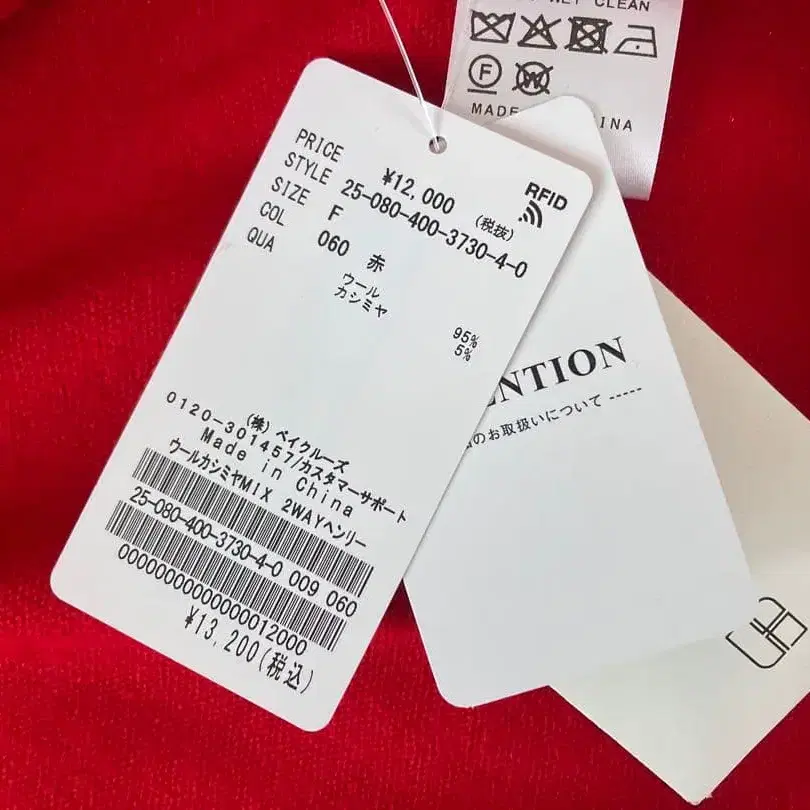 WET CLEAN
F
W
MADE
INA
RFID
PRICE ¥12,000 (税抜)
STYLE 25-080-400-3730-4-0
SIZE F
COL 060 赤
QUA ウール 95%
カシミヤ 5%
(株) ベイクルーズ
0120-301457/カスタマーサポート
Made in China
ウールカシミヤMIX 2WAYヘンリー
25-080-400-3730-4-0 009 060
0000000000000000012000
¥13,200(税込)
ENTION
のお取扱いについて -----